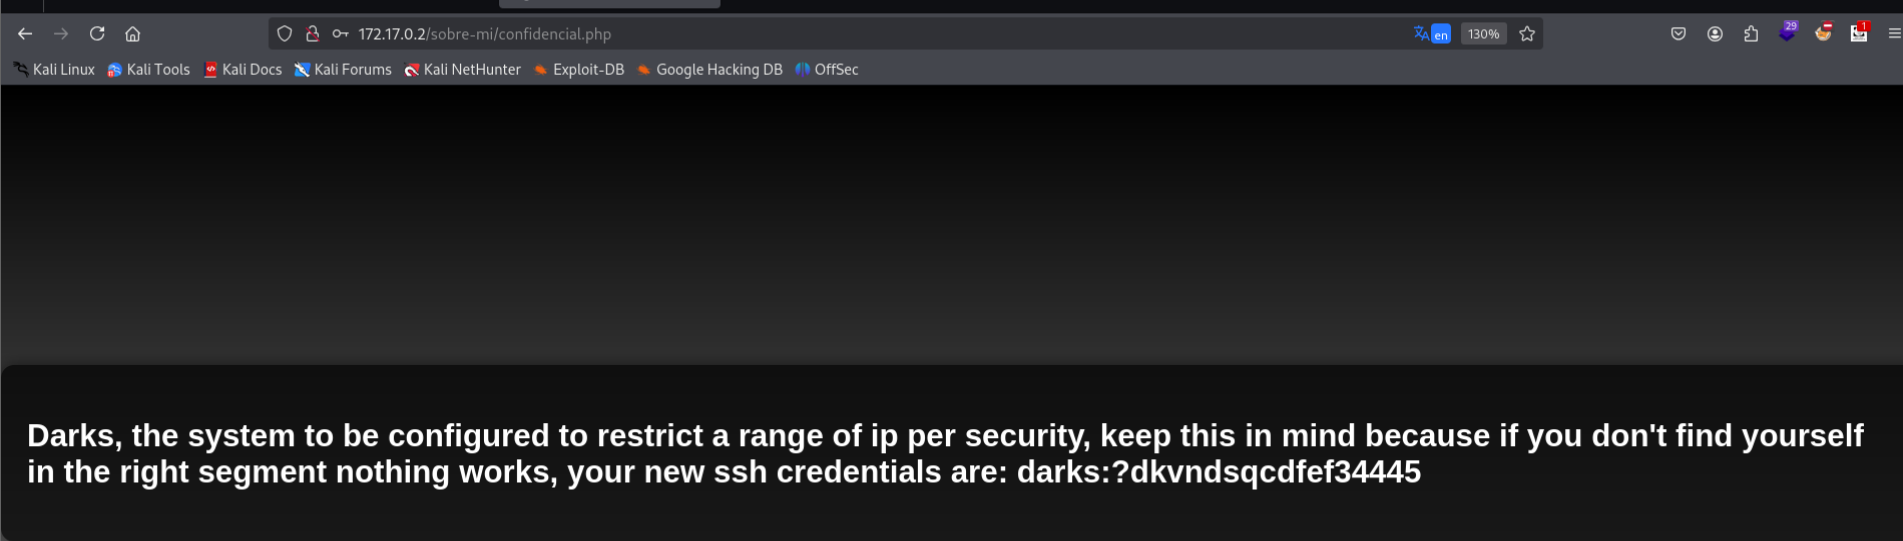 172.17.0.2/sobre-mi/confidencial.php en 130% 29 1
Kali Linux Kali Tools Kali Docs Kali Forums Kali NetHunter Exploit-DB Google Hacking DB OffSec
Darks, the system to be configured to restrict a range of ip per security, keep this in mind because if you don't find yourself
in the right segment nothing works, your new ssh credentials are: darks:?dkvndsqcdfef34445